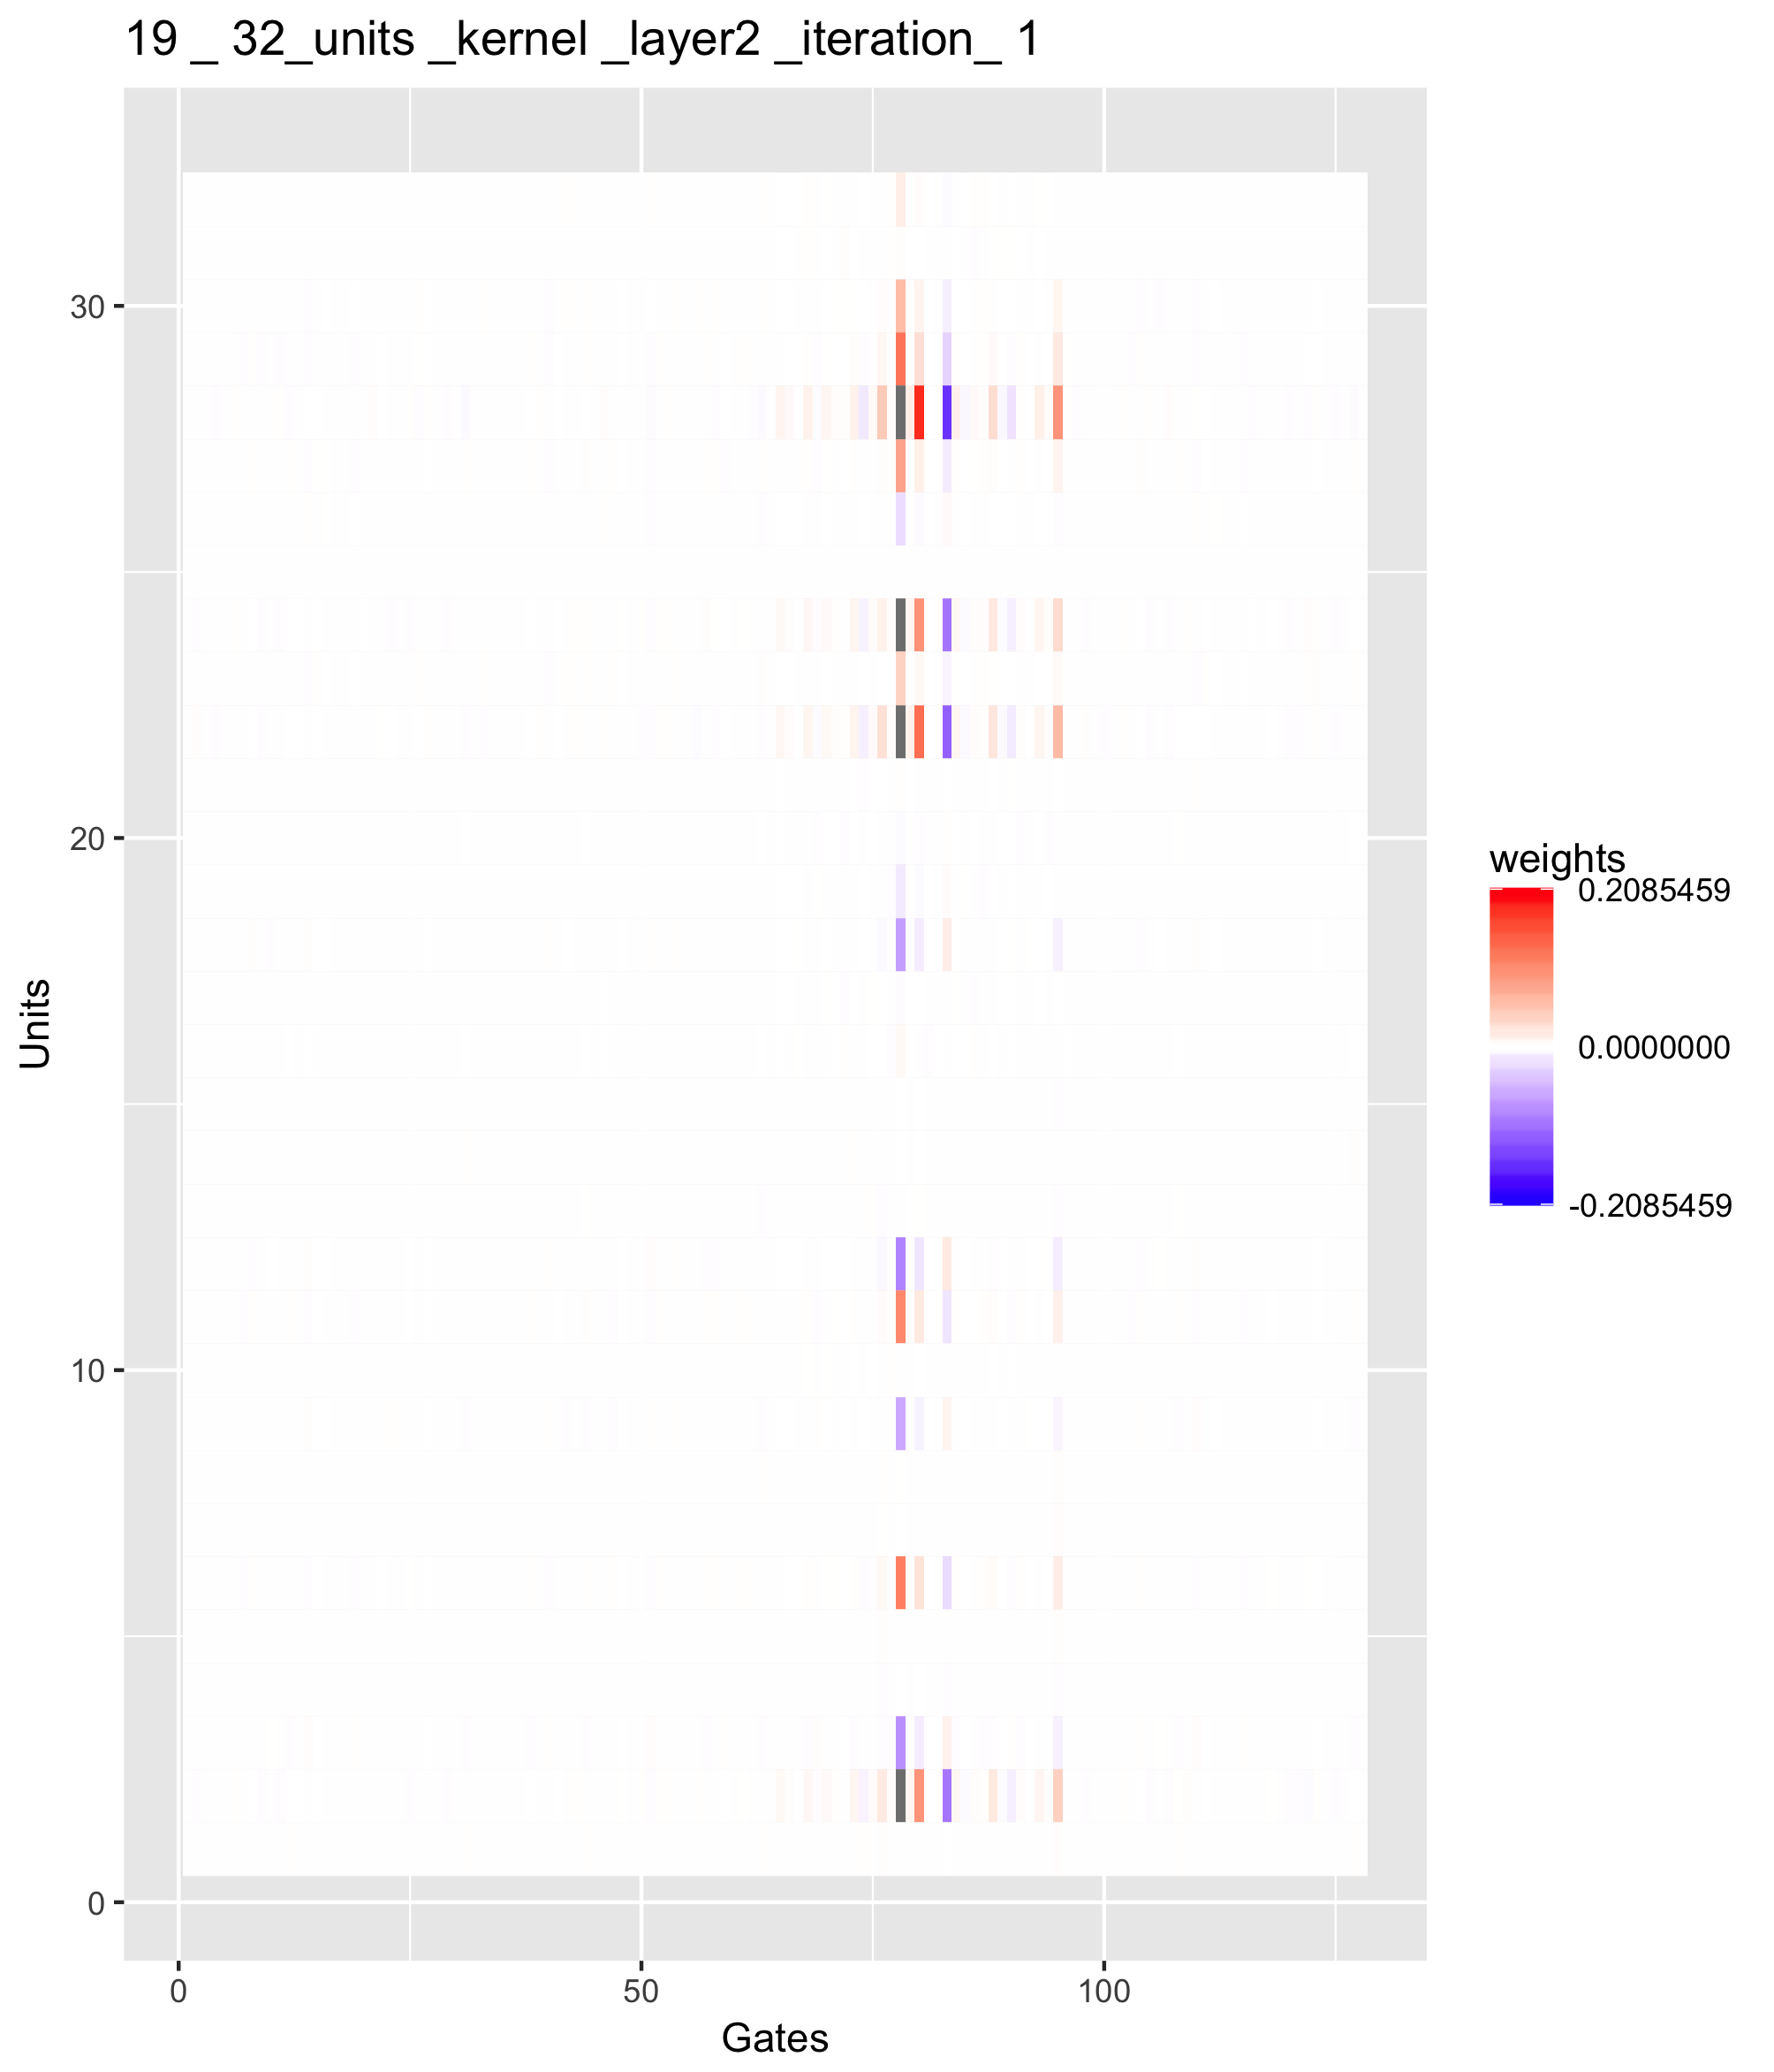 19 _ 32_units _kernel _layer2 _iteration_ 1
30
20
10
0
Units
0 50 100
Gates
weights
0.2085459
0.0000000
-0.2085459